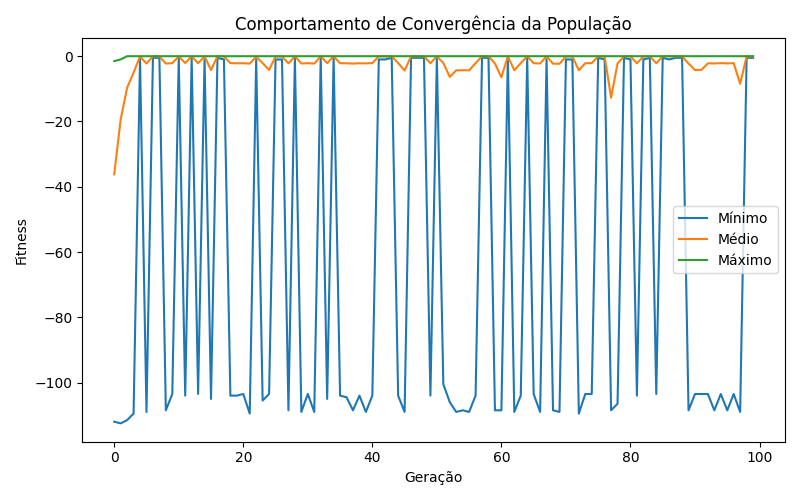 Comportamento de Convergência da População
Fitness
0
−20
−40
−60
−80
−100
0
20
40
60
80
100
Geração
Mínimo
Médio
Máximo